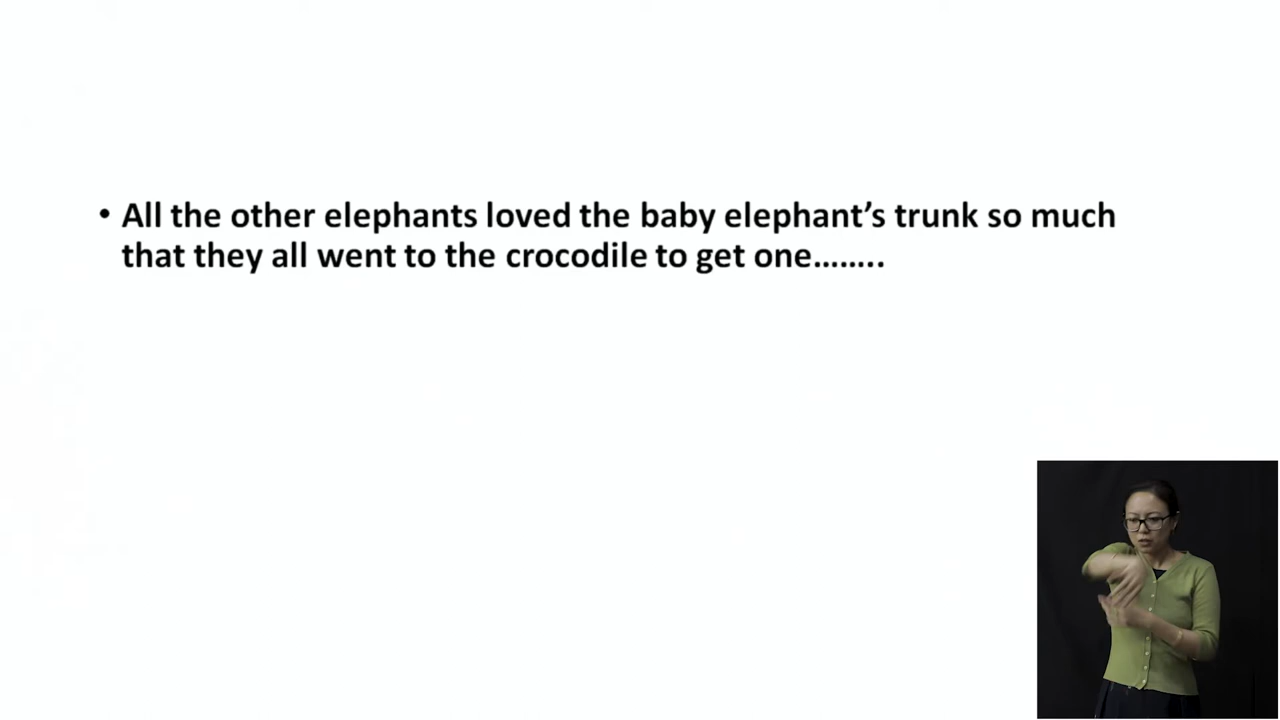 • All the other elephants loved the baby elephant’s trunk so much
that they all went to the crocodile to get one……..